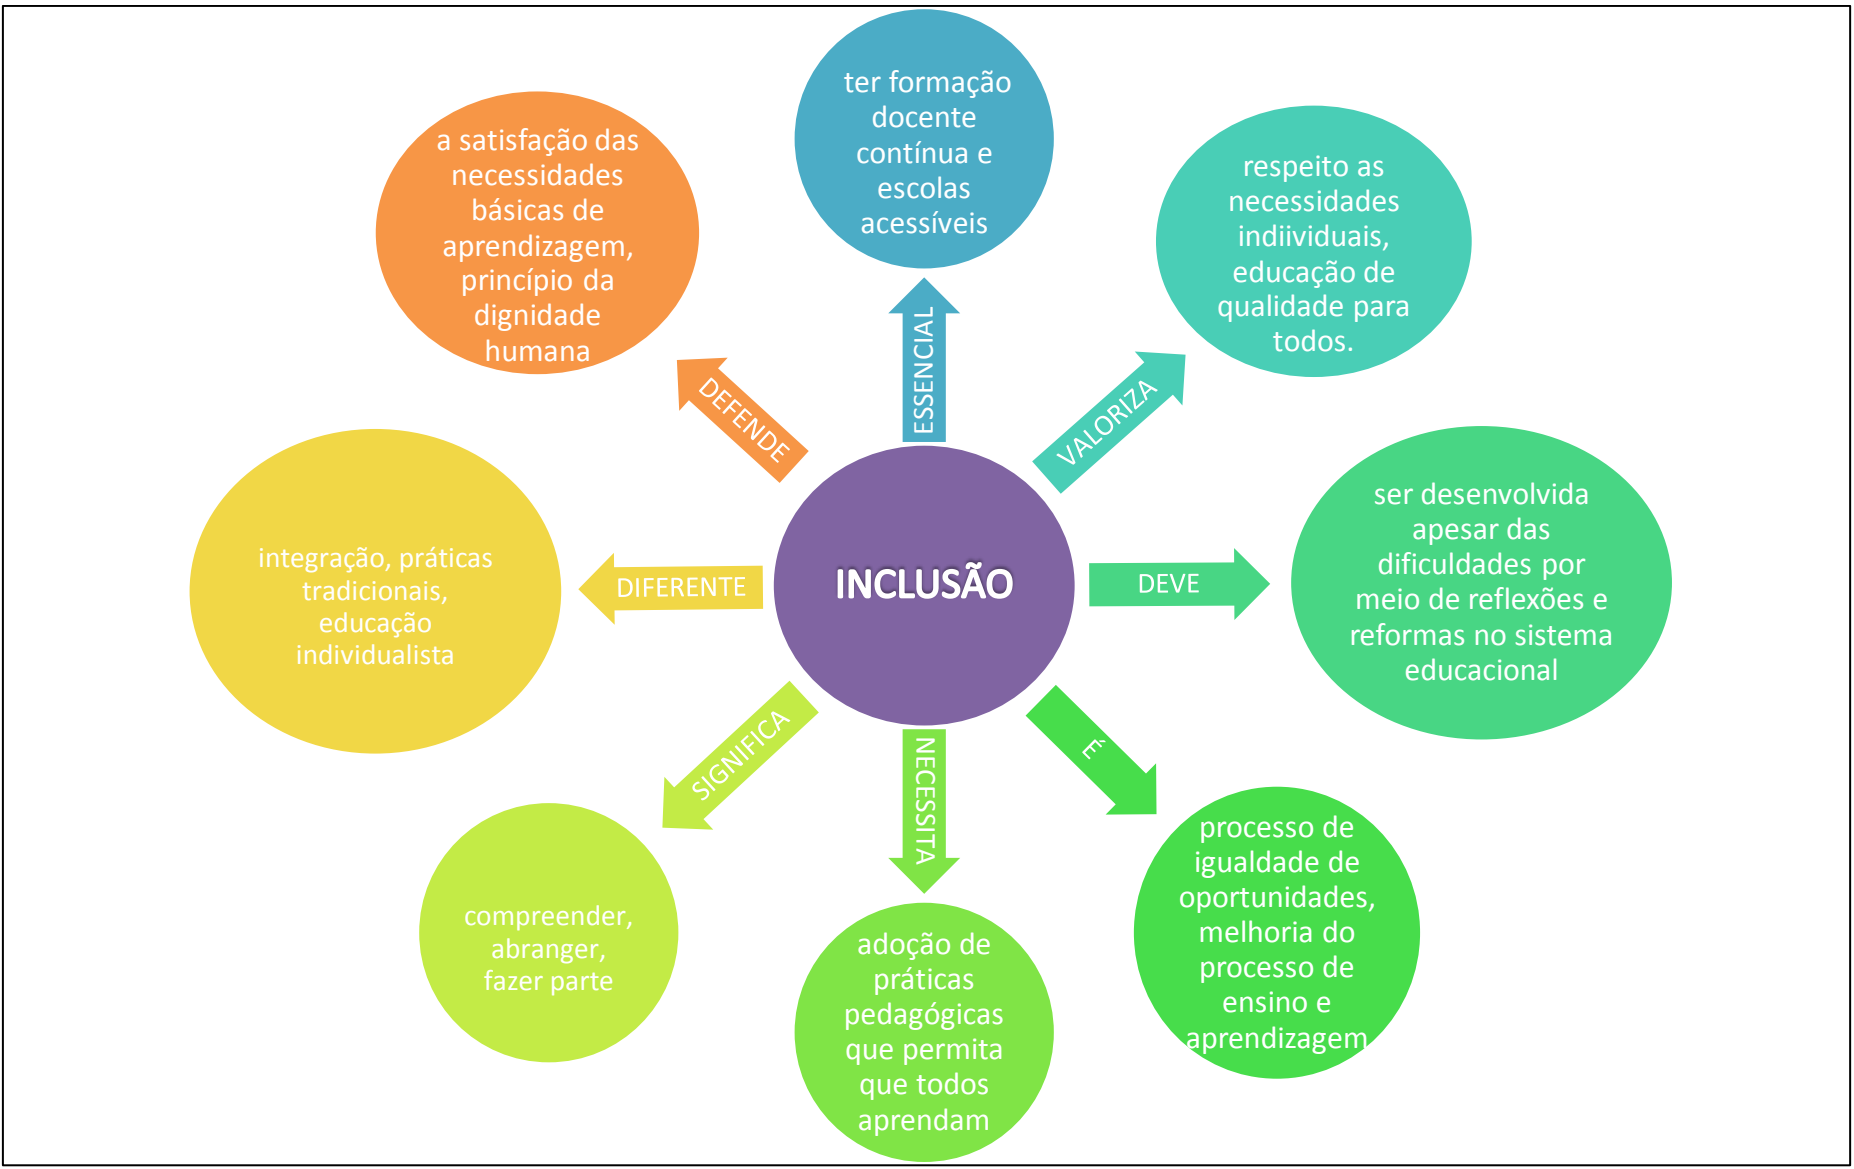 ter formação
docente
contínua e
escolas
acessíveis
ESSENCIAL
respeito as
necessidades
indiividuais,
educação de
qualidade para
todos.
VALORIZA
ser desenvolvida
apesar das
dificuldades por
meio de reflexões e
reformas no sistema
educacional
DEVE
processo de
igualdade de
oportunidades,
melhoria do
processo de
ensino e
aprendizagem.
É
adoção de
práticas
pedagógicas
que permita
que todos
aprendam
NECESSITA
compreender,
abranger,
fazer parte
SIGNIFICA
integração, práticas
tradicionais,
educação
individualista
DIFERENTE
a satisfação das
necessidades
básicas de
aprendizagem,
princípio da
dignidade
humana
DEFENDE
INCLUSÃO